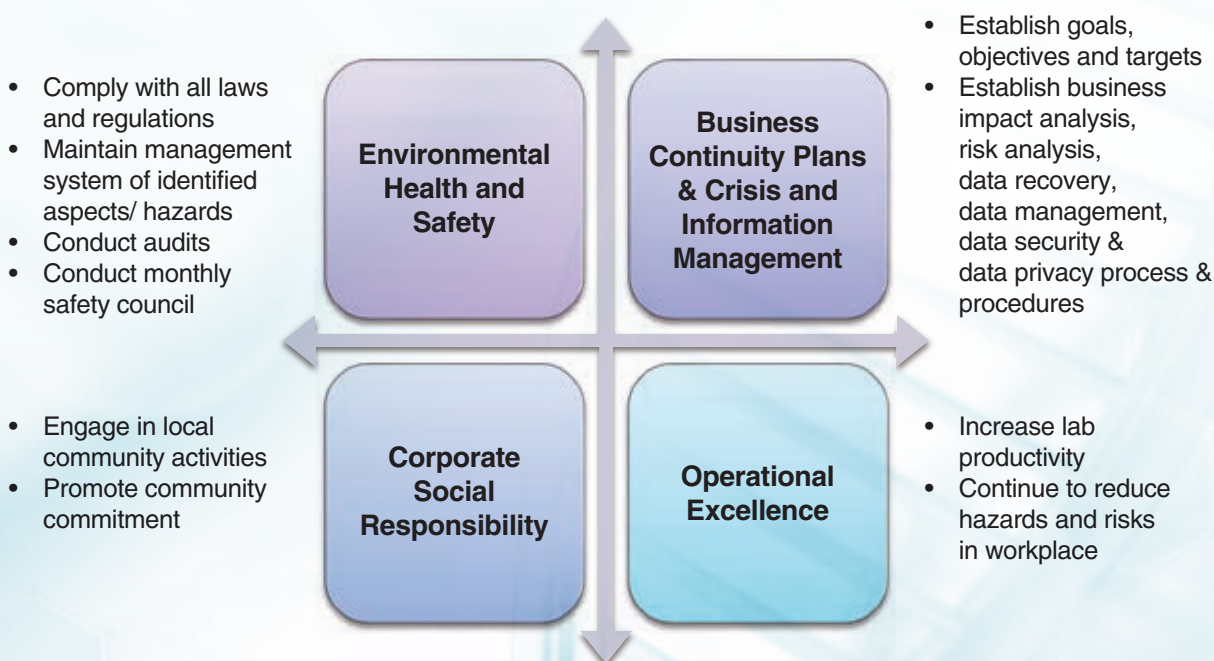 • Comply with all laws
and regulations
• Maintain management
system of identified
aspects/ hazards
• Conduct audits
• Conduct monthly
safety council
Environmental
Health and
Safety
Business
Continuity Plans
& Crisis and
Information
Management
• Establish goals,
objectives and targets
• Establish business
impact analysis,
risk analysis,
data recovery,
data management,
data security &
data privacy process &
procedures
• Engage in local
community activities
• Promote community
commitment
Corporate
Social
Responsibility
Operational
Excellence
• Increase lab
productivity
• Continue to reduce
hazards and risks
in workplace